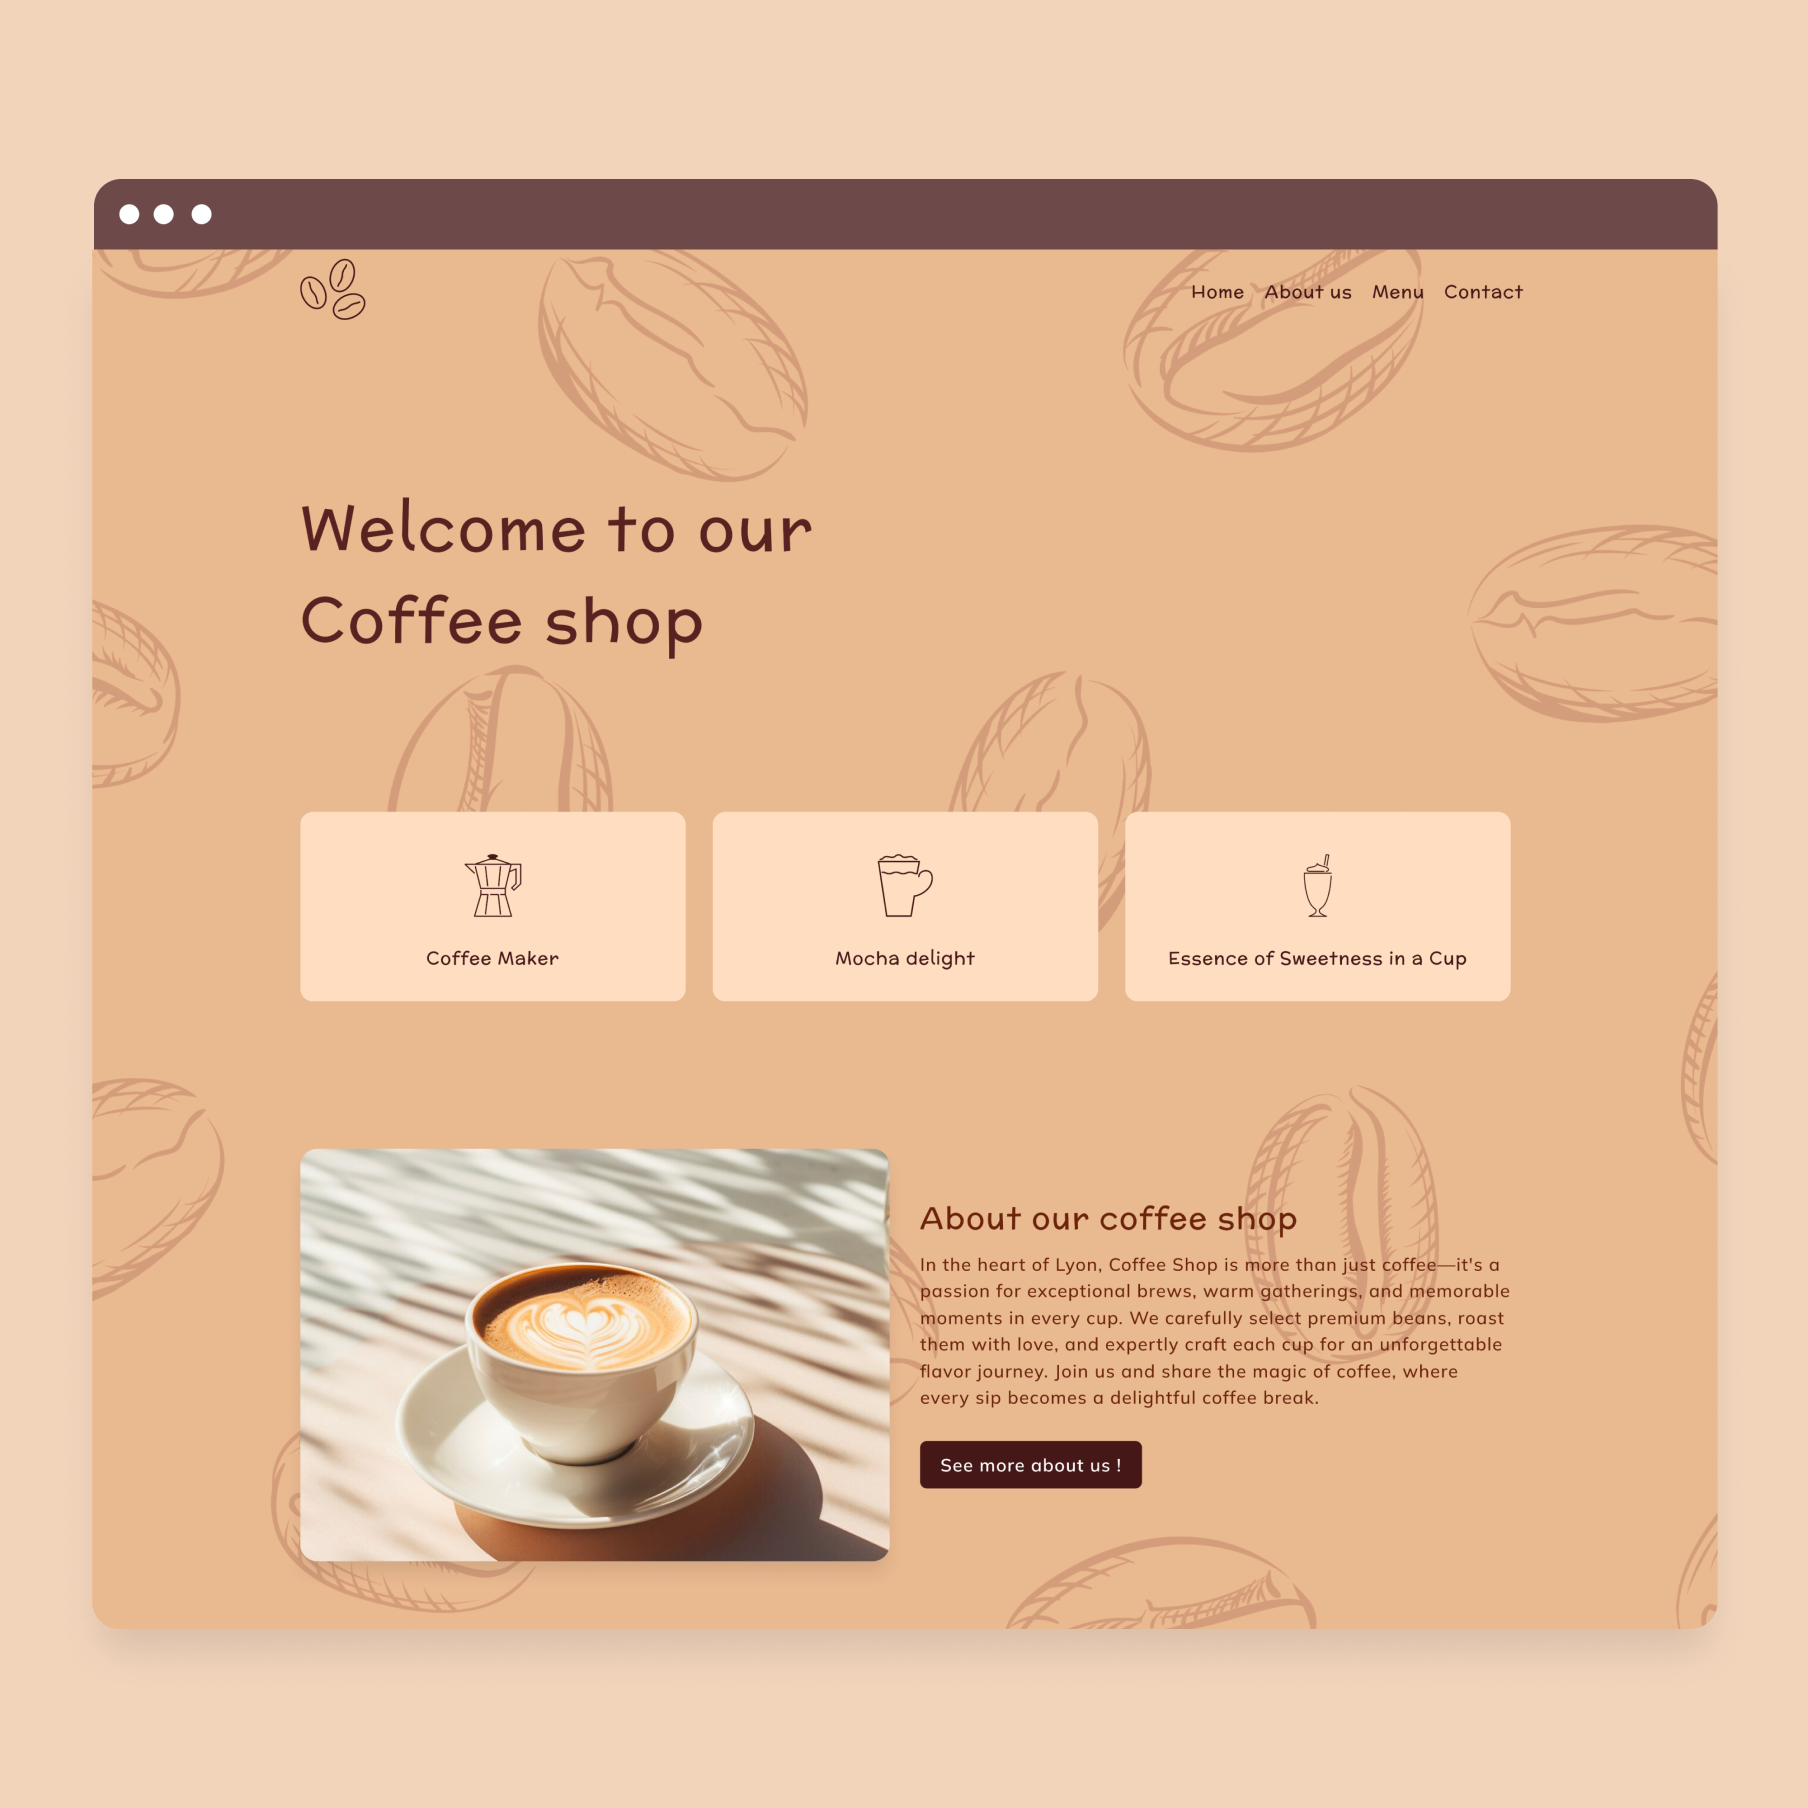 Home About us Menu Contact
Welcome to our
Coffee shop
Coffee Maker
Mocha delight
Essence of Sweetness in a Cup
About our coffee shop
In the heart of Lyon, Coffee Shop is more than just coffee—it's a
passion for exceptional brews, warm gatherings, and memorable
moments in every cup. We carefully select premium beans, roast
them with love, and expertly craft each cup for an unforgettable
flavor journey. Join us and share the magic of coffee, where
every sip becomes a delightful coffee break.
See more about us !